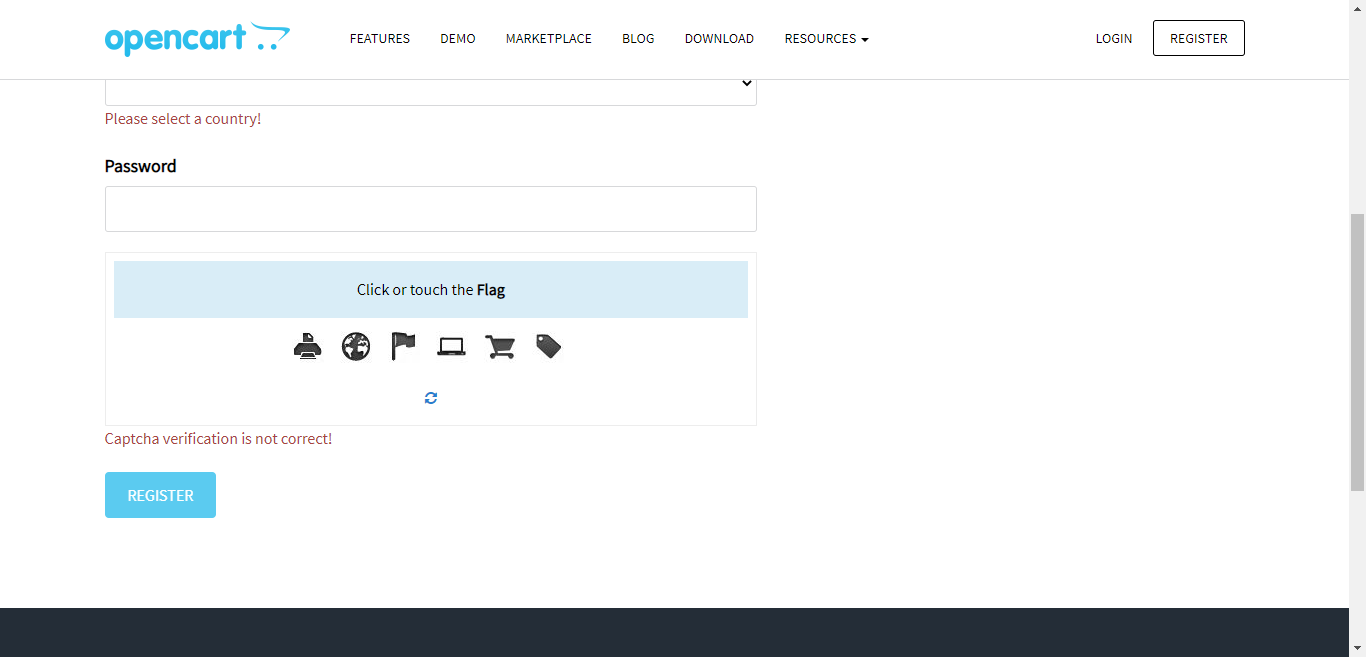 opencart
FEATURES DEMO MARKETPLACE BLOG DOWNLOAD RESOURCES LOGIN REGISTER
Please select a country!
Password
Click or touch the Flag
Captcha verification is not correct!
REGISTER